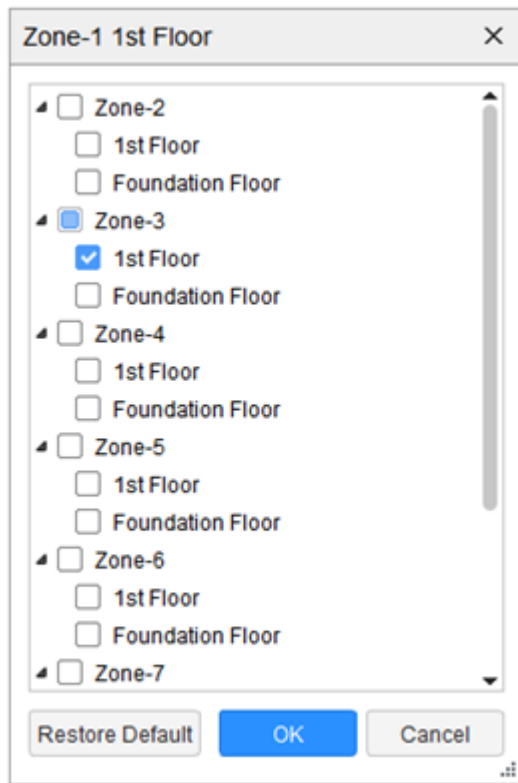 Zone-1 1st Floor
Zone-2
1st Floor
Foundation Floor
Zone-3
1st Floor
Foundation Floor
Zone-4
1st Floor
Foundation Floor
Zone-5
1st Floor
Foundation Floor
Zone-6
1st Floor
Foundation Floor
Zone-7
Restore Default OK Cancel